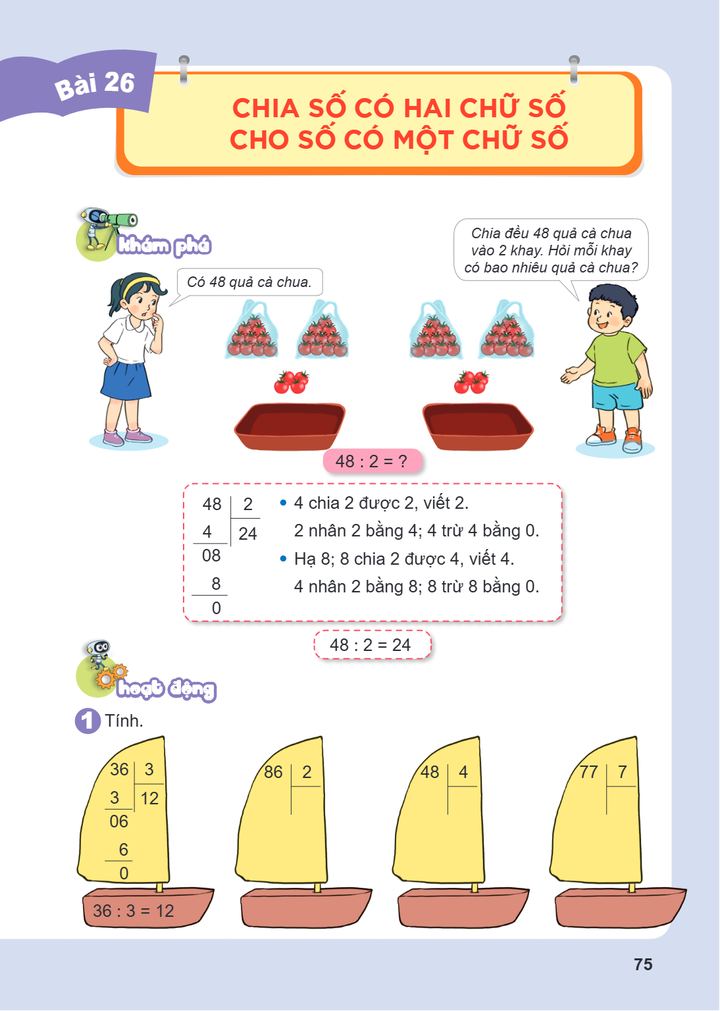 Bài 26
CHIA SỐ CÓ HAI CHỮ SỐ
CHO SỐ CÓ MỘT CHỮ SỐ
khám phá
Có 48 quả cà chua.
Chia đều 48 quả cà chua
vào 2 khay. Hỏi mỗi khay
có bao nhiêu quả cà chua?
48 : 2 = ?
48 2
4 24
08
8
0
• 4 chia 2 được 2, viết 2.
2 nhân 2 bằng 4; 4 trừ 4 bằng 0.
• Hạ 8; 8 chia 2 được 4, viết 4.
4 nhân 2 bằng 8; 8 trừ 8 bằng 0.
48 : 2 = 24
hoạt động
1 Tính.
36 3
3 12
06
6
0
36 : 3 = 12
86 2
48 4
77 7
75